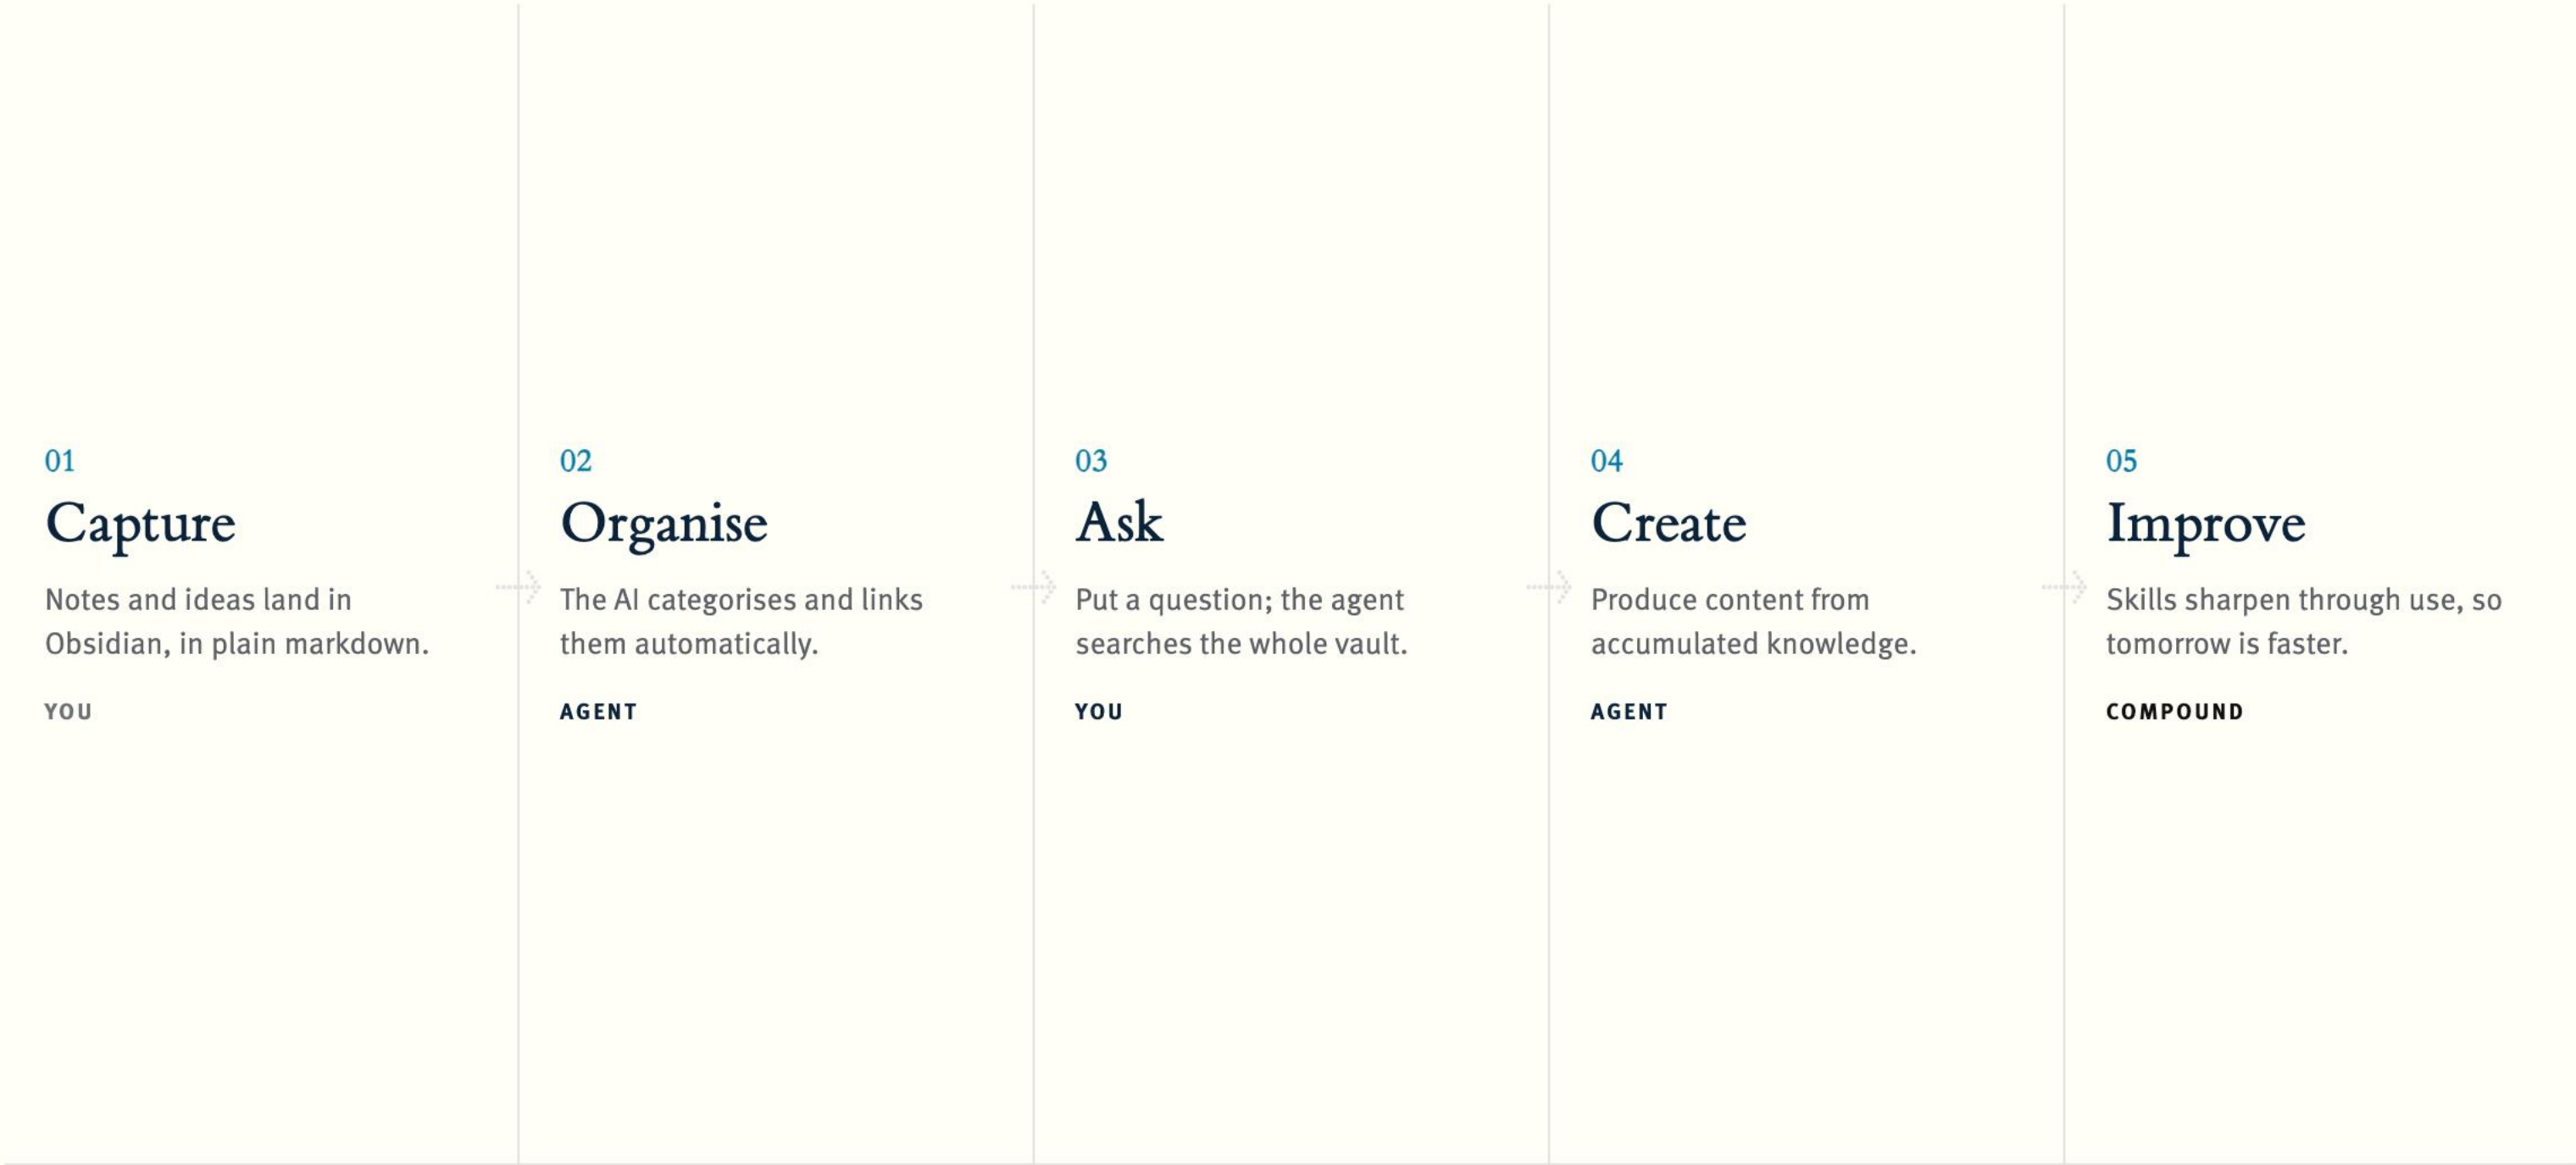 01
Capture
Notes and ideas land in
Obsidian, in plain markdown.
YOU
02
Organise
The AI categorises and links
them automatically.
AGENT
03
Ask
Put a question; the agent
searches the whole vault.
YOU
04
Create
Produce content from
accumulated knowledge.
AGENT
05
Improve
Skills sharpen through use, so
tomorrow is faster.
COMPOUND